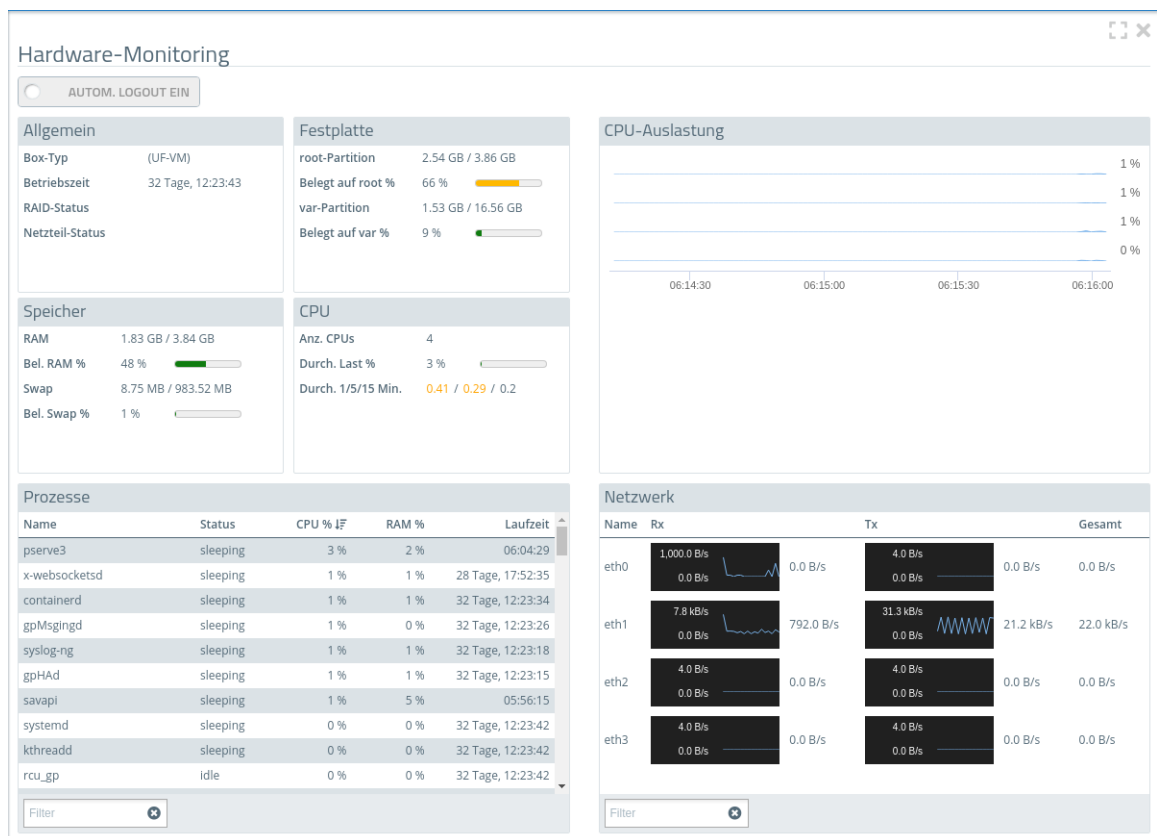 Hardware-Monitoring
AUTOM. LOGOUT EIN
Allgemein
Box-Typ (UF-VM)
Betriebszeit 32 Tage, 12:23:43
RAID-Status
Netzteil-Status
Festplatte
root-Partition 2.54 GB / 3.86 GB
Belegt auf root % 66 %
var-Partition 1.53 GB / 16.56 GB
Belegt auf var % 9 %
CPU-Auslastung
1 %
1 %
1 %
0 %
06:14:30 06:15:00 06:15:30 06:16:00
Speicher
RAM 1.83 GB / 3.84 GB
Bel. RAM % 48 %
Swap 8.75 MB / 983.52 MB
Bel. Swap % 1 %
CPU
Anz. CPUs 4
Durch. Last % 3 %
Durch. 1/5/15 Min. 0.41 / 0.29 / 0.2
Prozesse
Name Status CPU % RAM % Laufzeit
pserve3 sleeping 3 % 2 % 06:04:29
x-websocketsd sleeping 1 % 1 % 28 Tage, 17:52:35
containerd sleeping 1 % 1 % 32 Tage, 12:23:34
gpMsgingd sleeping 1 % 0 % 32 Tage, 12:23:26
syslog-ng sleeping 1 % 1 % 32 Tage, 12:23:18
gpHAd sleeping 1 % 1 % 32 Tage, 12:23:15
savapi sleeping 1 % 5 % 05:56:15
systemd sleeping 0 % 0 % 32 Tage, 12:23:42
kthreadd sleeping 0 % 0 % 32 Tage, 12:23:42
rcu_gp idle 0 % 0 % 32 Tage, 12:23:42
Filter
Netzwerk
Name Rx Tx Gesamt
1,000.0 B/s 4.0 B/s
eth0 0.0 B/s 0.0 B/s 0.0 B/s 0.0 B/s 0.0 B/s
7.8 kB/s 31.3 kB/s
eth1 0.0 B/s 792.0 B/s 0.0 B/s 21.2 kB/s 22.0 kB/s
4.0 B/s 4.0 B/s
eth2 0.0 B/s 0.0 B/s 0.0 B/s 0.0 B/s 0.0 B/s
4.0 B/s 4.0 B/s
eth3 0.0 B/s 0.0 B/s 0.0 B/s 0.0 B/s 0.0 B/s
Filter